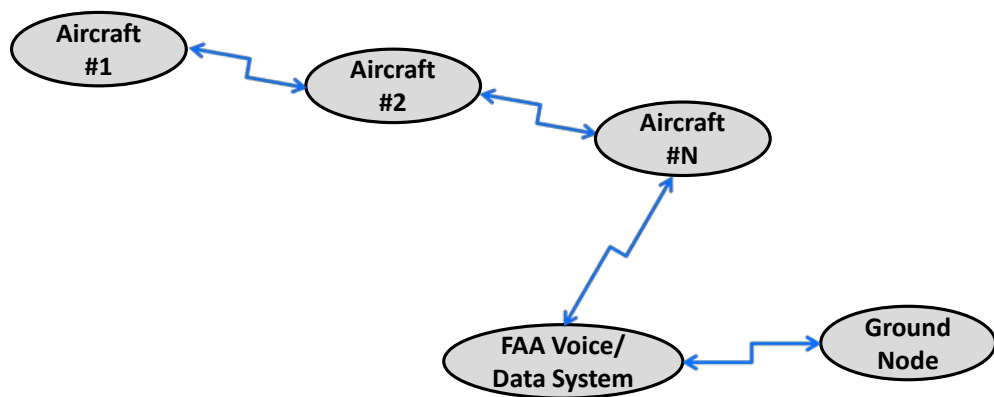 Aircraft
#1
Aircraft
#2
Aircraft
#N
FAA Voice/
Data System
Ground
Node